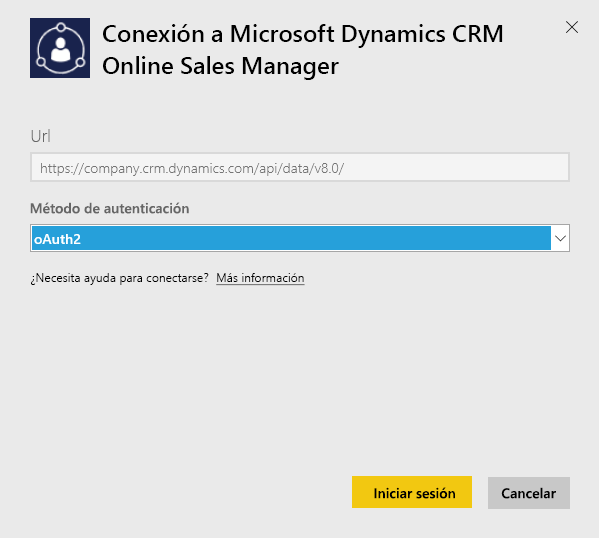 Conexión a Microsoft Dynamics CRM
Online Sales Manager
Url
https://company.crm.dynamics.com/api/data/v8.0/
Método de autenticación
oAuth2
¿Necesita ayuda para conectarse? Más información
Iniciar sesión Cancelar